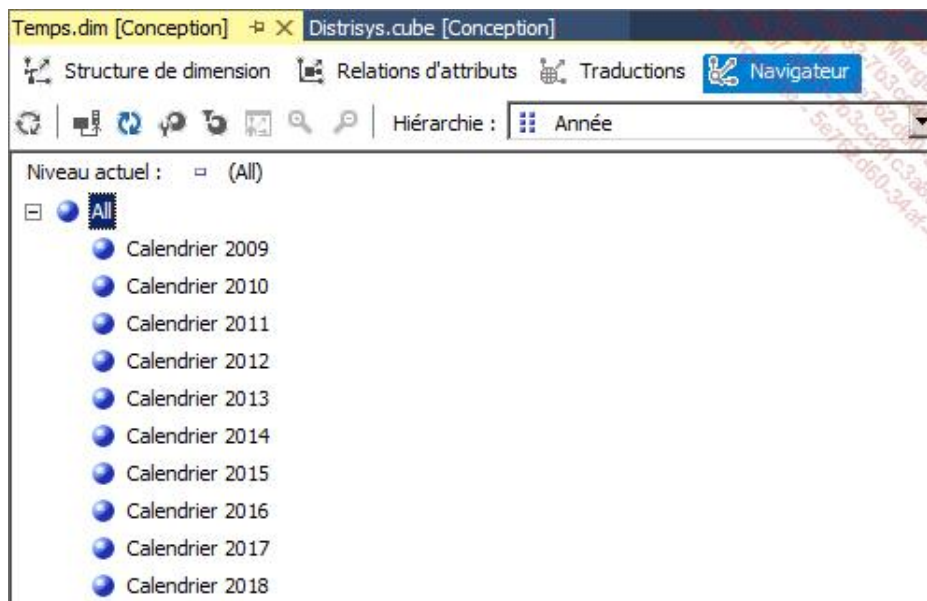 Temps.dim [Conception] Distrisys.cube [Conception]
Structure de dimension Relations d'attributs Traductions Navigateur
Hiérarchie : Année
Niveau actuel : (All)
All
Calendrier 2009
Calendrier 2010
Calendrier 2011
Calendrier 2012
Calendrier 2013
Calendrier 2014
Calendrier 2015
Calendrier 2016
Calendrier 2017
Calendrier 2018